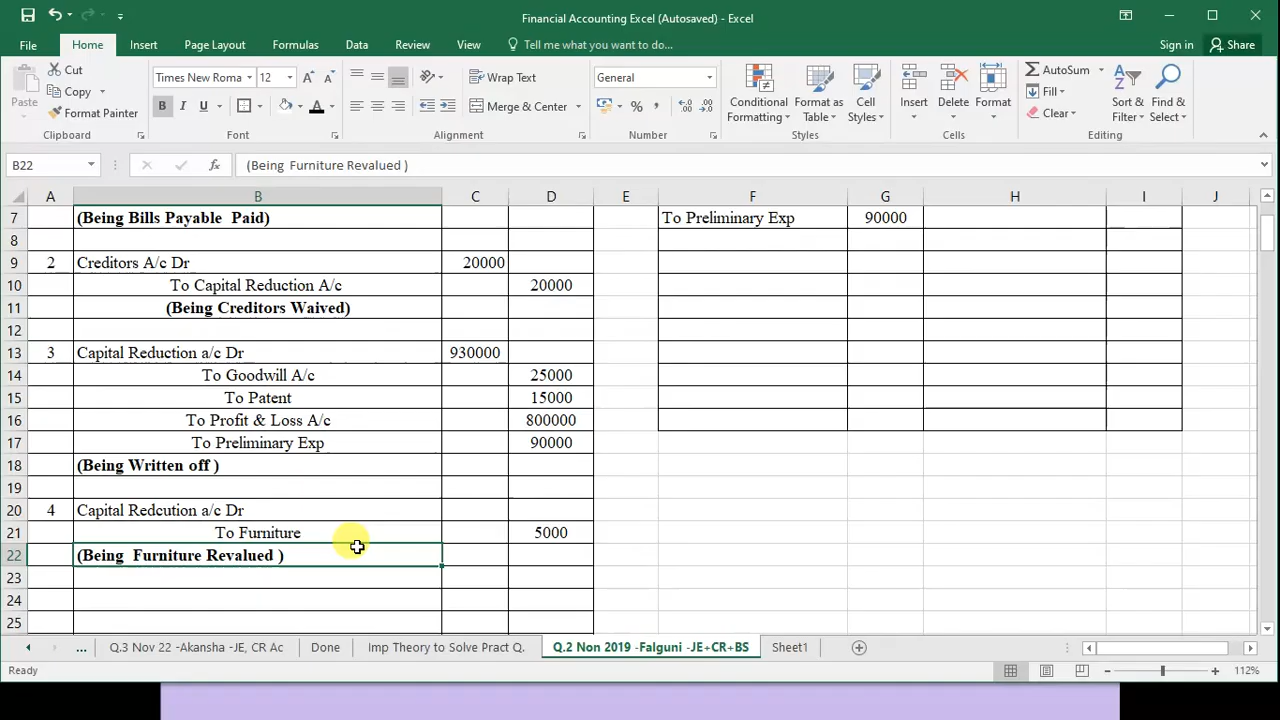 Financial Accounting Excel (Autosaved) - Excel
File Home Insert Page Layout Formulas Data Review View Tell me what you want to do... Sign in Share
Paste Cut Copy Format Painter Clipboard
Times New Roma 12 B I U A Font
Wrap Text Merge & Center Alignment
General % , Number
Conditional Formatting Format as Table Cell Styles Styles
Insert Delete Format Cells
AutoSum Fill Clear Sort & Filter Find & Select Editing
B22 fx (Being Furniture Revalued )
A B C D E F G H I J
7 (Being Bills Payable Paid) To Preliminary Exp 90000
8
9 2 Creditors A/c Dr 20000
10 To Capital Reduction A/c 20000
11 (Being Creditors Waived)
12
13 3 Capital Reduction a/c Dr 930000
14 To Goodwill A/c 25000
15 To Patent 15000
16 To Profit & Loss A/c 800000
17 To Preliminary Exp 90000
18 (Being Written off )
19
20 4 Capital Redcution a/c Dr
21 To Furniture 5000
22 (Being Furniture Revalued )
23
24
25
... Q.3 Nov 22 -Akansha -JE, CR Ac Done Imp Theory to Solve Pract Q. Q.2 Non 2019 -Falguni -JE+CR+BS Sheet1
Ready 112%